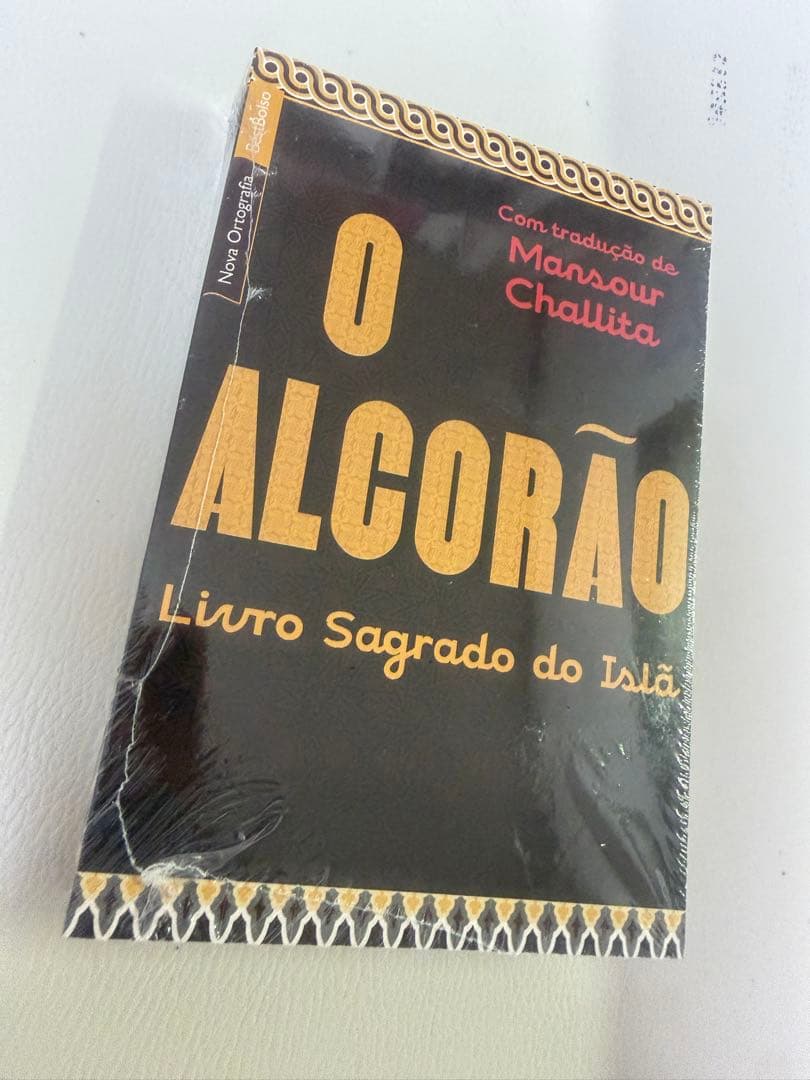 BestBolso
Nova Ortografia
Com tradução de
Mansour
Challita
O
ALCORÃO
Livro Sagrado do Islã